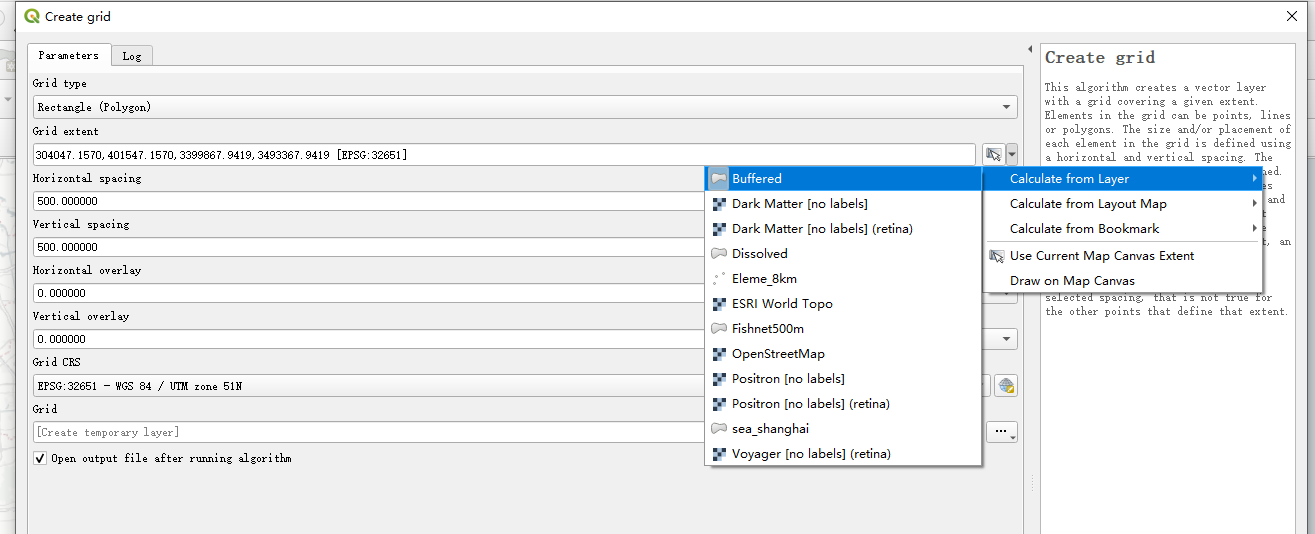 Create grid
Parameters
Log
Grid type
Rectangle (Polygon)
Grid extent
304047.1570,401547.1570,3399867.9419,3493367.9419 [EPSG:32651]
Horizontal spacing
500.000000
Vertical spacing
500.000000
Horizontal overlay
0.000000
Vertical overlay
0.000000
Grid CRS
EPSG:32651 - WGS 84 / UTM zone 51N
Grid
[Create temporary layer]
...
Open output file after running algorithm
Buffered
Dark Matter [no labels]
Dark Matter [no labels] (retina)
Dissolved
Eleme_8km
ESRI World Topo
Fishnet500m
OpenStreetMap
Positron [no labels]
Positron [no labels] (retina)
sea_shanghai
Voyager [no labels] (retina)
Calculate from Layer
Calculate from Layout Map
Calculate from Bookmark
Use Current Map Canvas Extent
Draw on Map Canvas
Create grid
This algorithm creates a vector layer
with a grid covering a given extent.
Elements in the grid can be points, lines
or polygons. The size and/or placement of
each element in the grid is defined using
a horizontal and vertical spacing. The
and
an
selected spacing, that is not true for
the other points that define that extent.